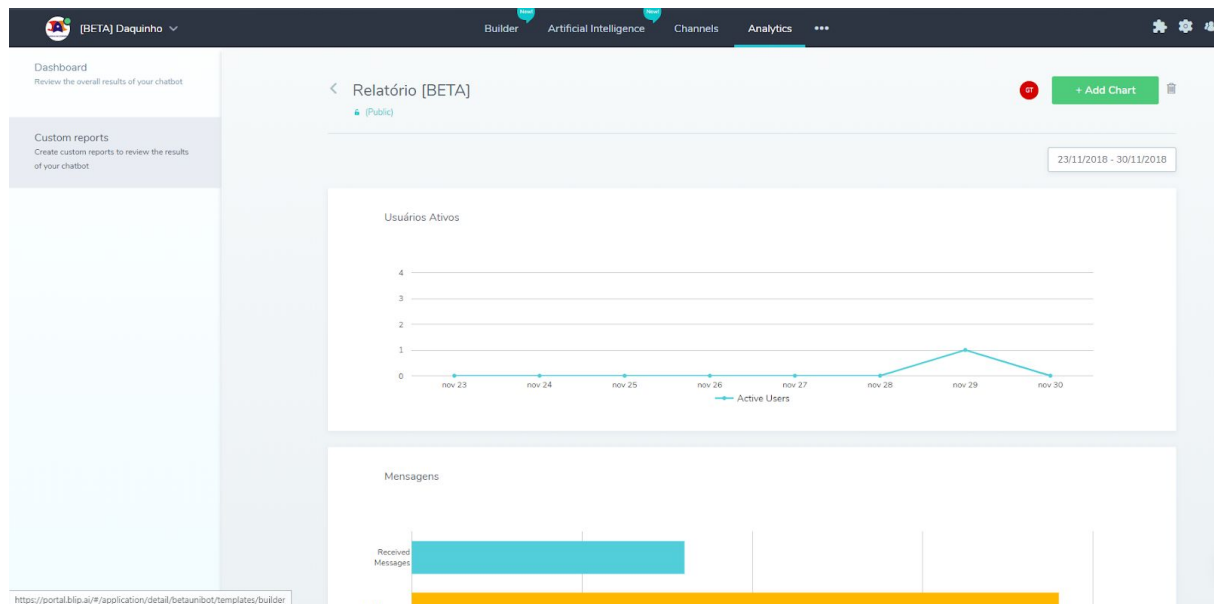 [BETA] Daquinho
Builder
New!
Artificial Intelligence
New!
Channels
Analytics
Dashboard
Review the overall results of your chatbot
Custom reports
Create custom reports to review the results
of your chatbot
Relatório [BETA]
(Public)
GT
+ Add Chart
23/11/2018 - 30/11/2018
Usuários Ativos
4
3
2
1
0
nov 23 nov 24 nov 25 nov 26 nov 27 nov 28 nov 29 nov 30
Active Users
Mensagens
Received
Messages
https://portal.blip.ai/#/application/detail/betaunibot/templates/builder